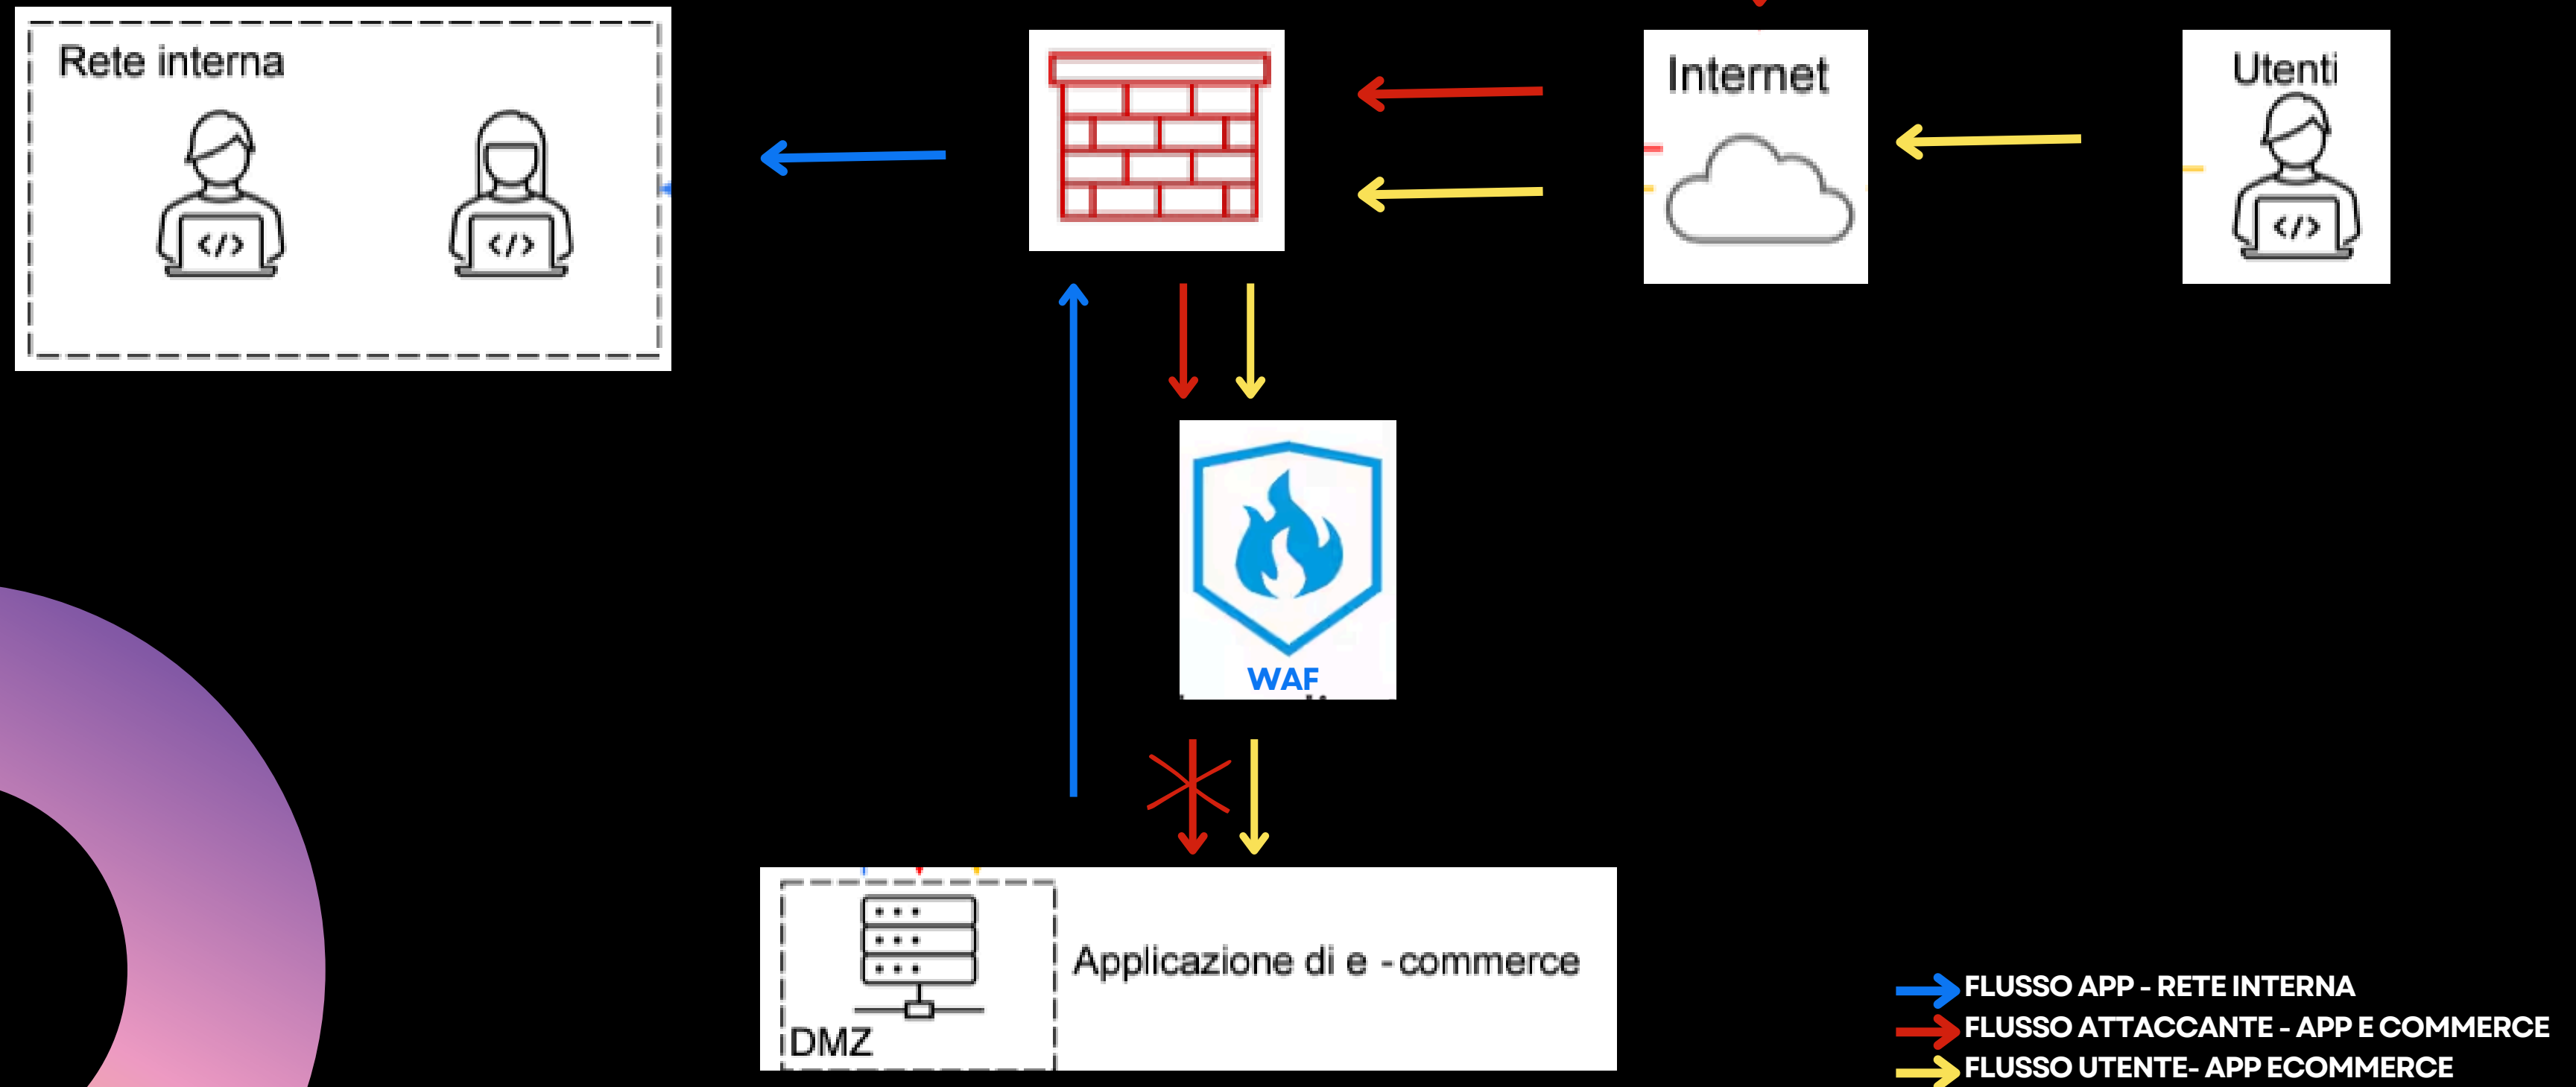 Rete interna
Internet
Utenti
</>
</>
</>
WAF
Applicazione di e -commerce
DMZ
FLUSSO APP - RETE INTERNA
FLUSSO ATTACCANTE - APP E COMMERCE
FLUSSO UTENTE- APP ECOMMERCE